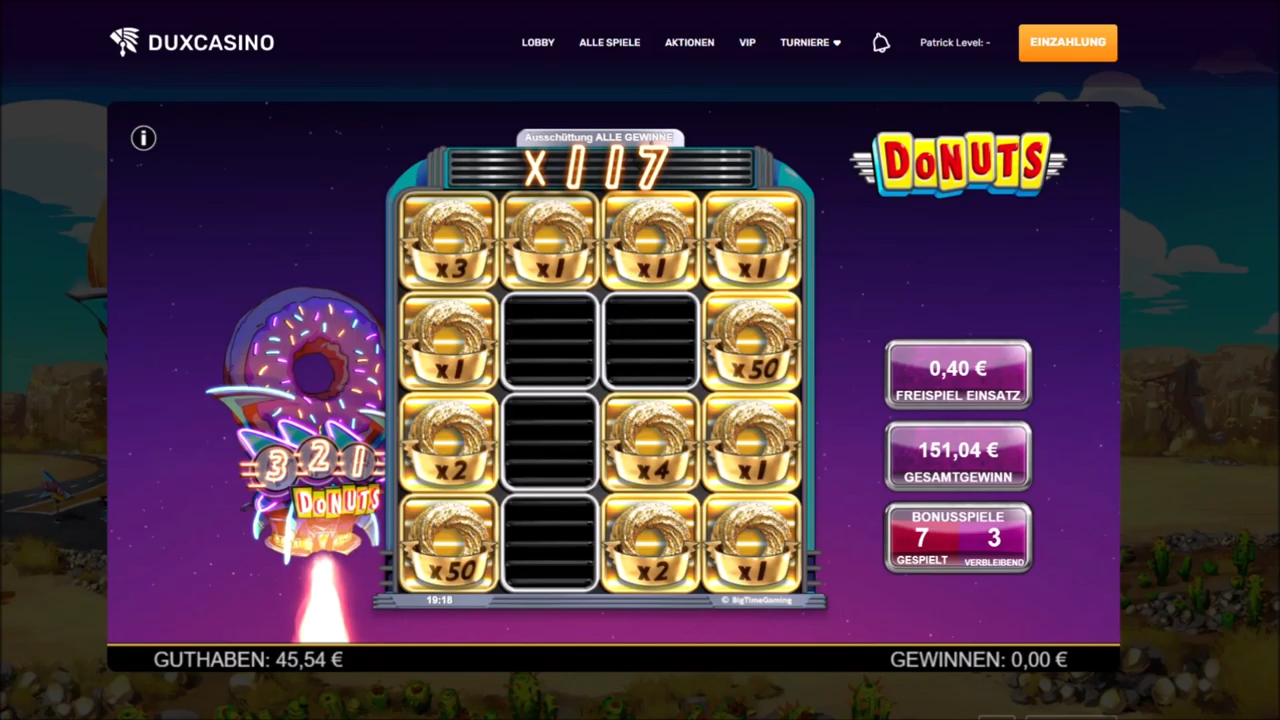 DUXCASINO
LOBBY
ALLE SPIELE
AKTIONEN
VIP
TURNIERE
Patrick Level: -
EINZAHLUNG
i
Ausschüttung ALLE GEWINNE
x117
DONUTS
x3 x1 x1 x1
x1 x50
x2 x4 x1
x50 x2 x1
3 2 1
DONUTS
0,40 €
FREISPIEL EINSATZ
151,04 €
GESAMTGEWINN
BONUSSPIELE
7 3
GESPIELT VERBLEIBEND
19:18
© BigTimeGaming
GUTHABEN: 45,54 €
GEWINNEN: 0,00 €